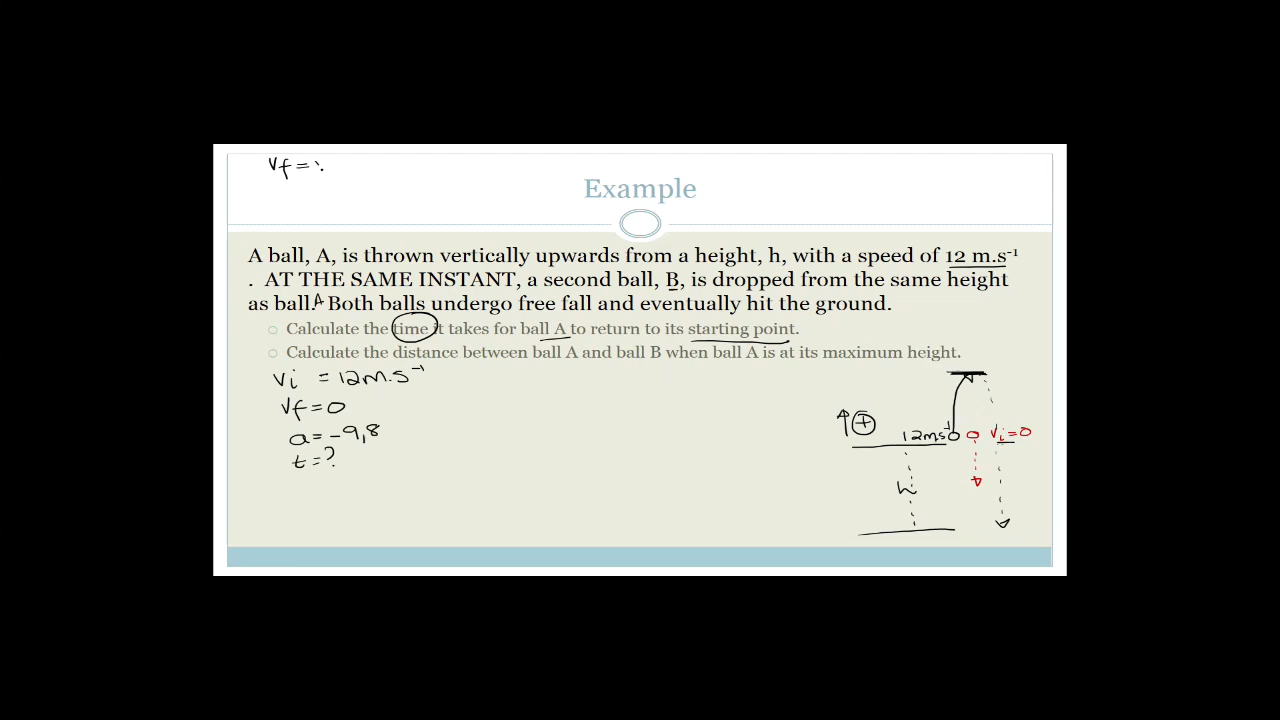 vf =
Example
A ball, A, is thrown vertically upwards from a height, h, with a speed of 12 m.s⁻¹
. AT THE SAME INSTANT, a second ball, B, is dropped from the same height
as ball.A Both balls undergo free fall and eventually hit the ground.
Calculate the time it takes for ball A to return to its starting point.
Calculate the distance between ball A and ball B when ball A is at its maximum height.
vi = 12m.s⁻¹
vf = 0
a = -9,8
t = ?
+
12ms⁻¹
vi = 0
h